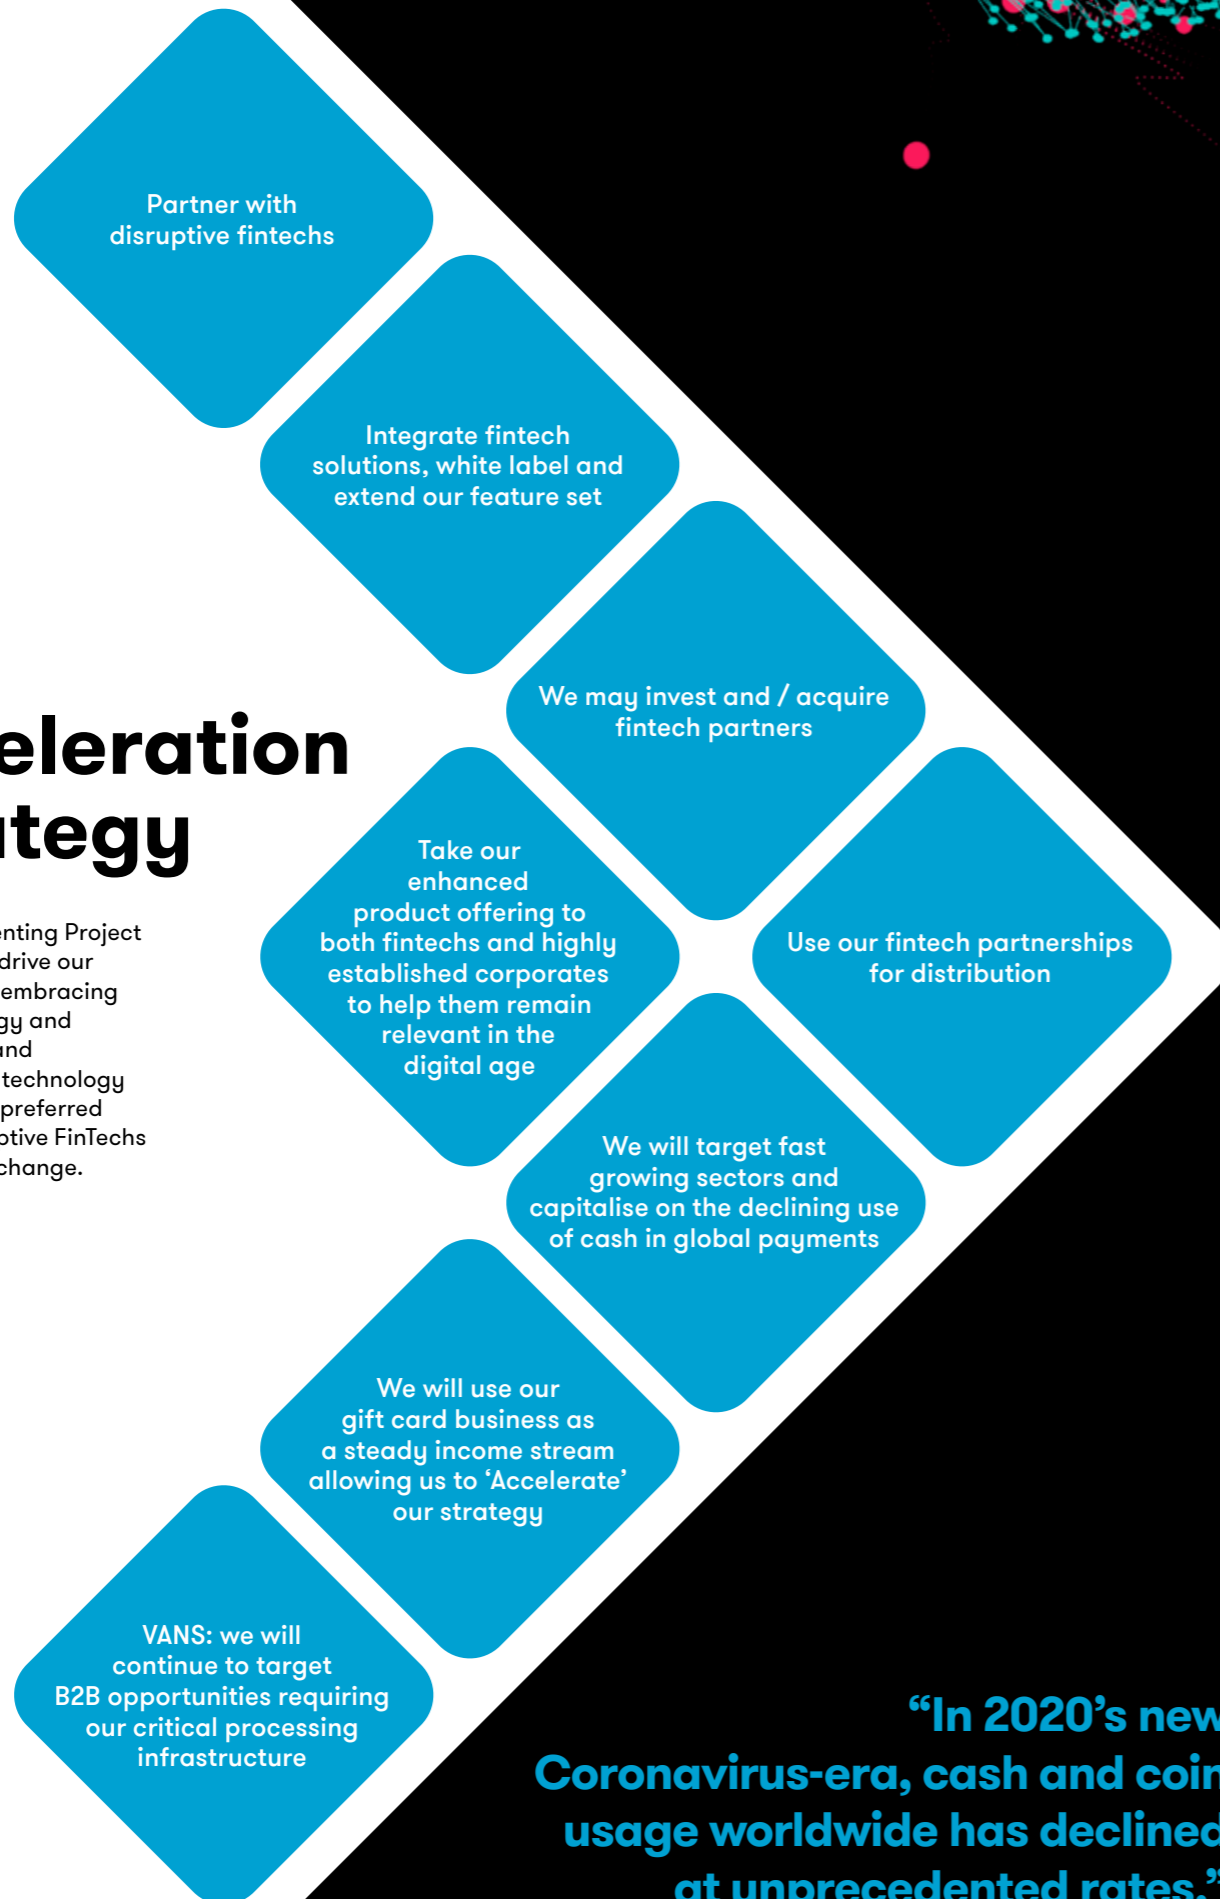 Partner with
disruptive fintechs
Integrate fintech
solutions, white label and
extend our feature set
We may invest and / acquire
fintech partners
eleration
tegy
Take our
enhanced
product offering to
both fintechs and highly
established corporates
to help them remain
relevant in the
digital age
Use our fintech partnerships
for distribution
enting Project
drive our
embracing
gy and
and
technology
preferred
ptive FinTechs
change.
We will target fast
growing sectors and
capitalise on the declining use
of cash in global payments
We will use our
gift card business as
a steady income stream
allowing us to ‘Accelerate’
our strategy
VANS: we will
continue to target
B2B opportunities requiring
our critical processing
infrastructure
“In 2020’s new
Coronavirus-era, cash and coin
usage worldwide has declined
at unprecedented rates.”